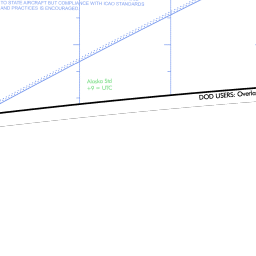 TO STATE AIRCRAFT BUT COMPLIANCE WITH ICAO STANDARDS
AND PRACTICES IS ENCOURAGED.
Alaska Std
+9 = UTC
DOD USERS: Overla